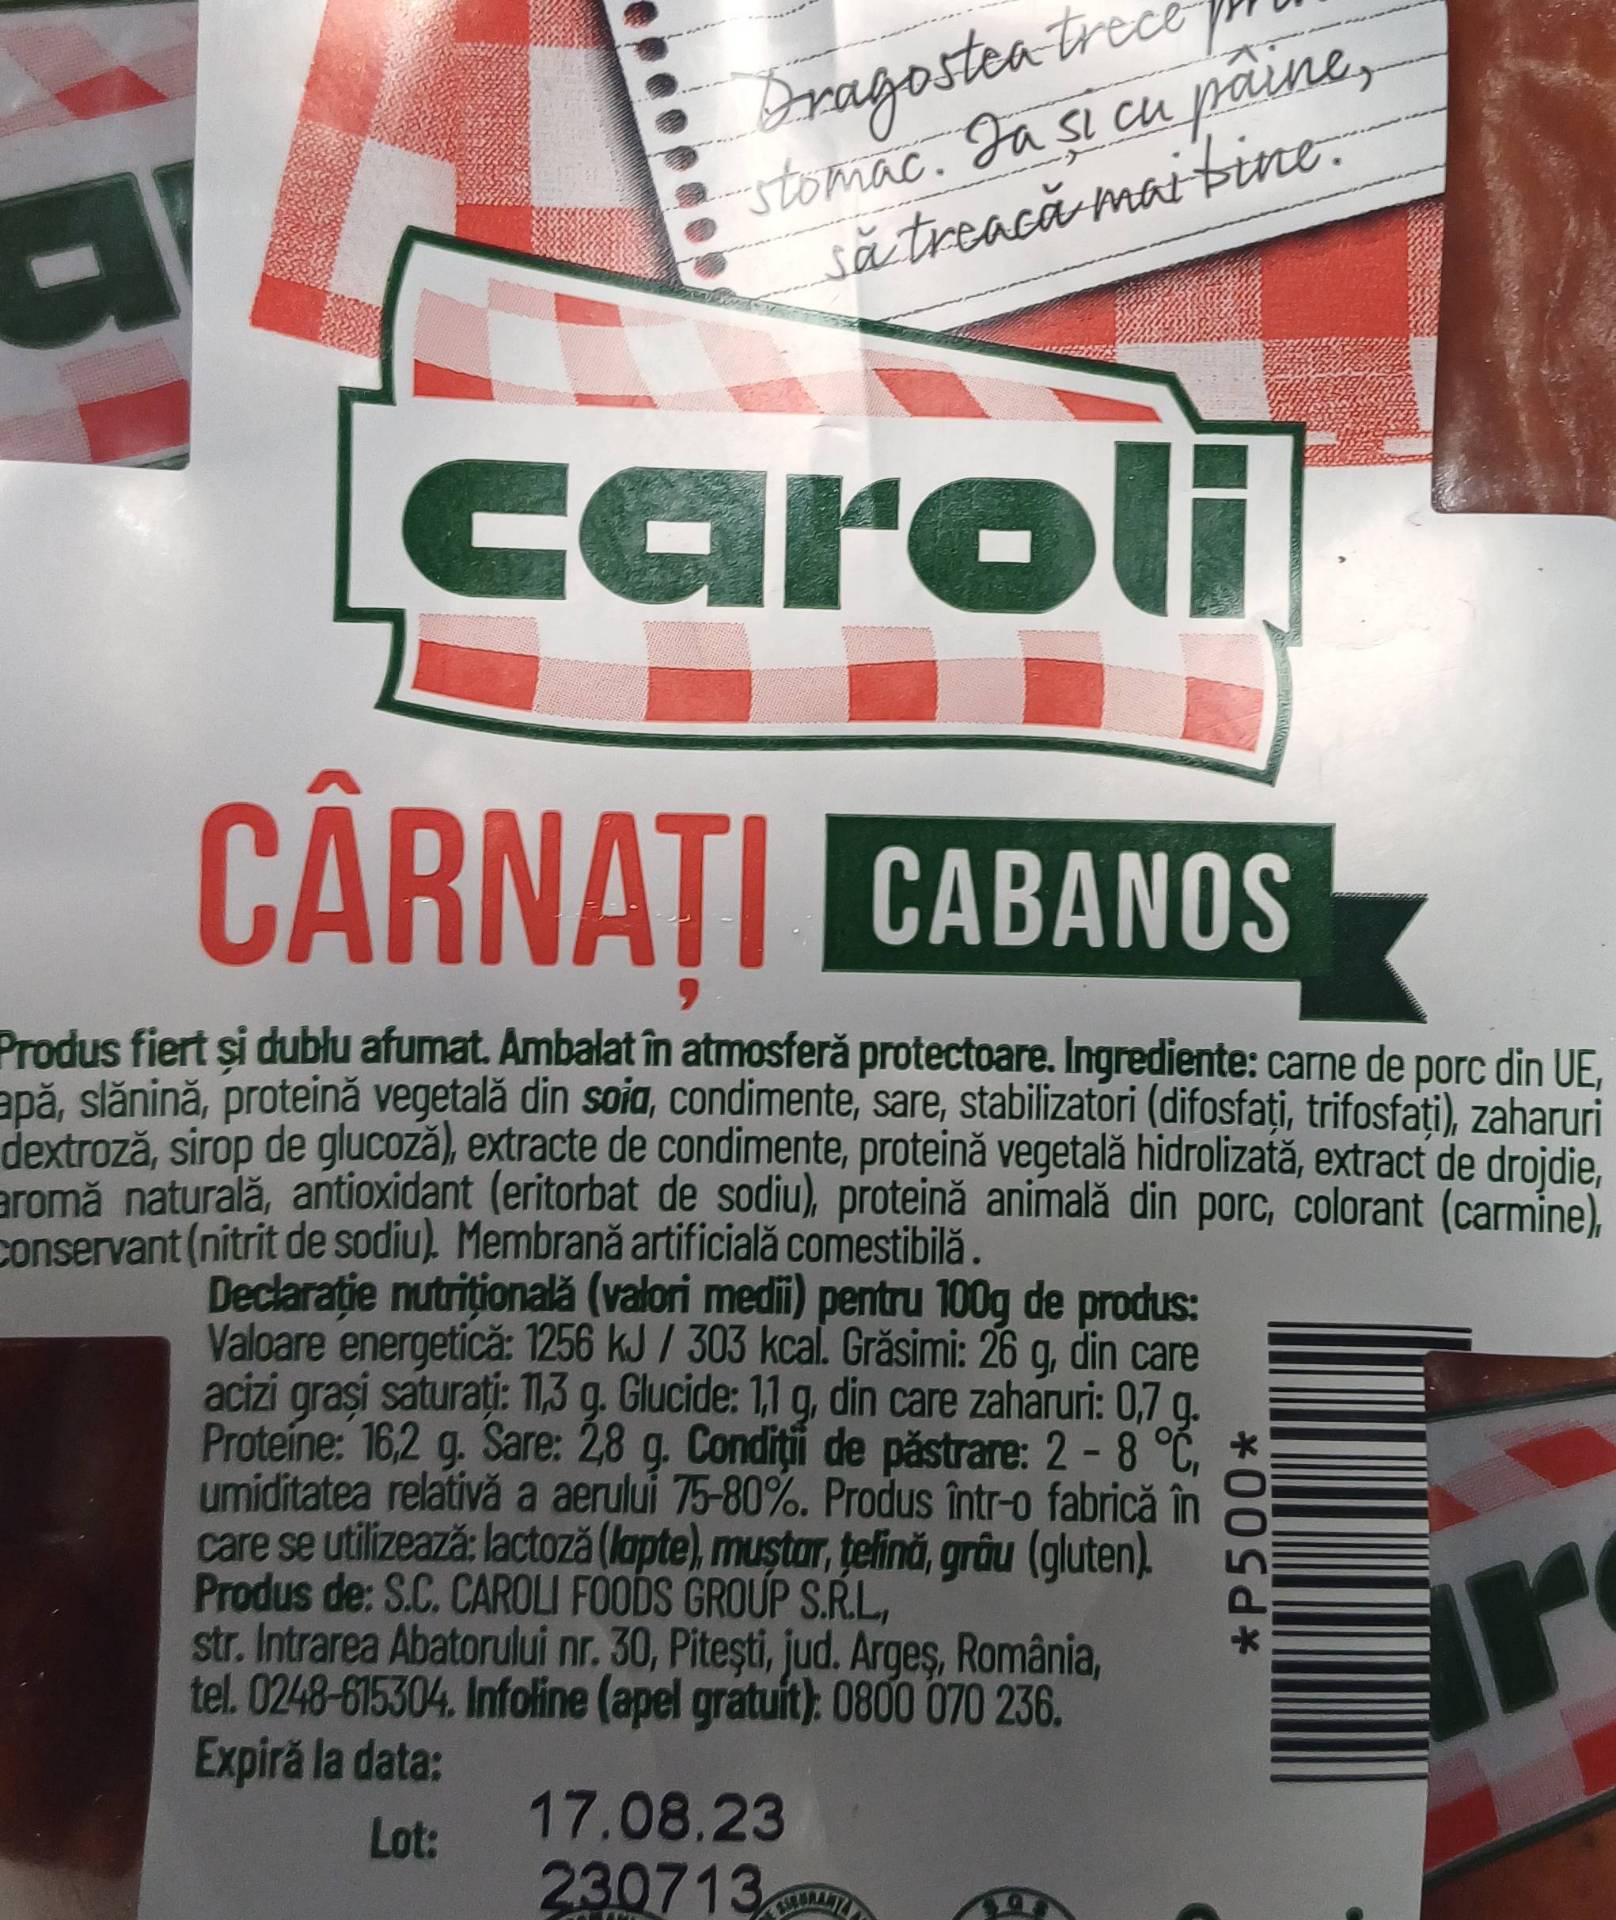 Dragostea trece
stomac. Ia și cu pâine,
să treacă mai bine.
caroli
CÂRNAȚI CABANOS
Produs fiert și dublu afumat. Ambalat în atmosferă protectoare. Ingrediente: carne de porc din UE,
apă, slănină, proteină vegetală din soia, condimente, sare, stabilizatori (difosfați, trifosfați), zaharuri
dextroză, sirop de glucoză), extracte de condimente, proteină vegetală hidrolizată, extract de drojdie,
aromă naturală, antioxidant (eritorbat de sodiu), proteină animală din porc, colorant (carmine),
conservant (nitrit de sodiu). Membrană artificială comestibilă.
Declarație nutrițională (valori medii) pentru 100g de produs:
Valoare energetică: 1256 kJ / 303 kcal. Grăsimi: 26 g, din care
acizi grași saturați: 11,3 g. Glucide: 1,1 g, din care zaharuri: 0,7 g.
Proteine: 16,2 g. Sare: 2,8 g. Condiții de păstrare: 2 - 8 °C,
umiditatea relativă a aerului 75-80%. Produs într-o fabrică în
care se utilizează: lactoză (lapte), muștar, țelină, grâu (gluten).
Produs de: S.C. CAROLI FOODS GROUP S.R.L.,
str. Intrarea Abatorului nr. 30, Pitești, jud. Argeș, România,
tel. 0248-615304. Infoline (apel gratuit): 0800 070 236.
*P500*
Expiră la data:
17.08.23
Lot:
230713